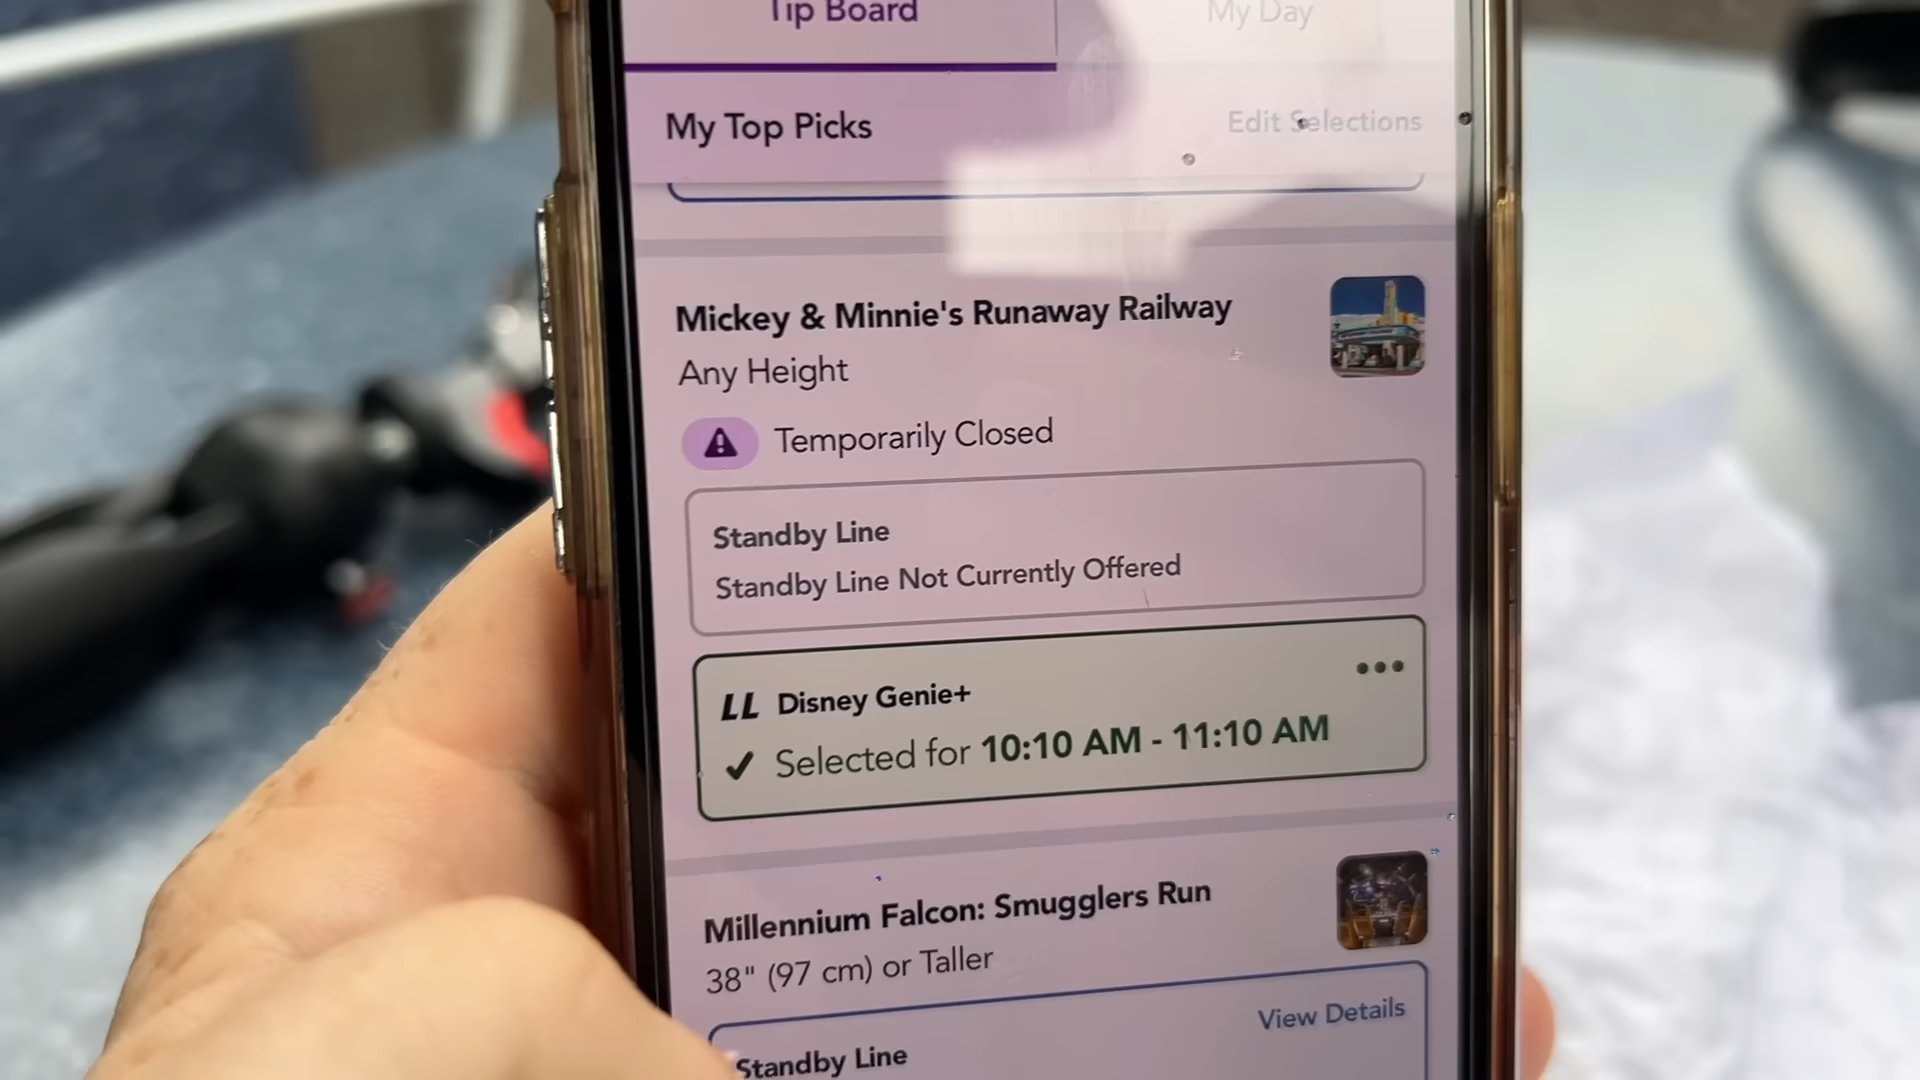 Tip Board
My Day
My Top Picks
Edit Selections
Mickey & Minnie's Runaway Railway
Any Height
Temporarily Closed
Standby Line
Standby Line Not Currently Offered
LL Disney Genie+
✓ Selected for 10:10 AM - 11:10 AM
Millennium Falcon: Smugglers Run
38" (97 cm) or Taller
View Details
Standby Line